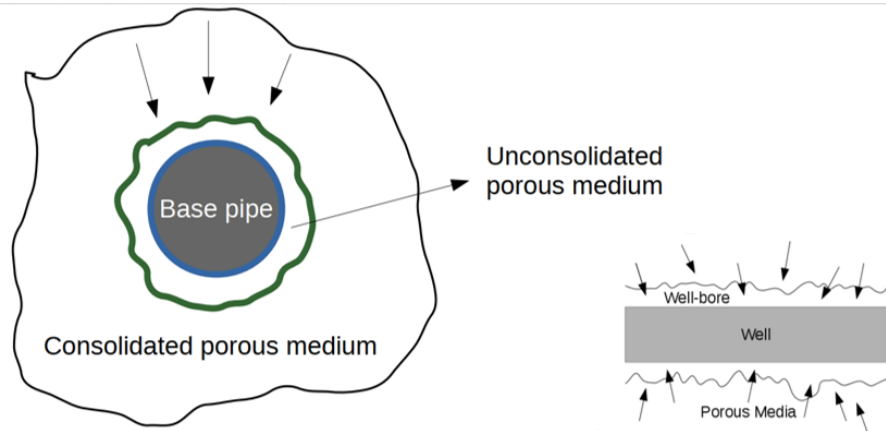 Unconsolidated
porous medium
Base pipe
Consolidated porous medium
Well-bore
Well
Porous Media